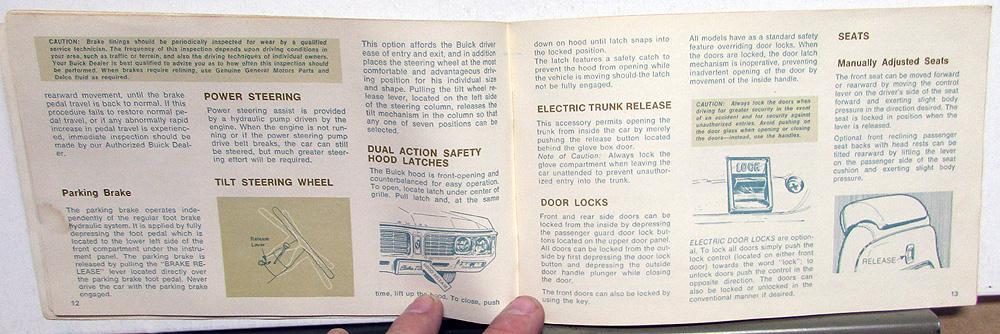 CAUTION: Brake linings should be periodically inspected for wear by a qualified
service technician. The frequency of this inspection depends upon driving conditions in
your area, such as traffic or terrain, and also the driving techniques of individual owners.
Your Buick Dealer is best qualified to advise you as to how often this inspection should
be performed. When brakes require relining, use Genuine General Motors Parts and
Delco fluid as required.
rearward movement, until the brake
pedal travel is back to normal. If this
procedure fails to restore normal pe-
dal travel, or if any abnormally rapid
increase in pedal travel is experienc-
ed, immediate inspection should be
made by our Authorized Buick Deal-
er.
Parking Brake
The parking brake operates inde-
pendently of the regular foot brake
hydraulic system. It is applied by fully
depressing the foot pedal which is
located to the lower left side of the
front compartment under the instru-
ment panel. The parking brake is
released by pulling the "BRAKE RE-
LEASE" lever located directly over
the parking brake foot pedal. Never
drive the car with the parking brake
engaged.
12
POWER STEERING
Power steering assist is provided
by a hydraulic pump driven by the
engine. When the engine is not run-
ning or if the power steering pump
drive belt breaks, the car can still
be steered, but much greater steer-
ing effort will be required.
TILT STEERING WHEEL
Release
Lever
This option affords the Buick driver
ease of entry and exit, and in addition
places the steering wheel at the most
comfortable and advantageous driv-
ing position for his individual size
and shape. Pulling the tilt wheel re-
lease lever, located on the left side
of the steering column, releases the
tilt mechanism in the column so that
any one of seven positions can be
selected.
DUAL ACTION SAFETY
HOOD LATCHES
The Buick hood is front-opening and
counterbalanced for easy operation.
To open, locate latch under center of
grille. Pull latch and, at the same
time, lift up the hood. To close, push
down on hood until latch snaps into
the locked position.
The latch features a safety catch to
prevent the hood from opening while
the vehicle is moving should the latch
not be fully engaged.
ELECTRIC TRUNK RELEASE
This accessory permits opening the
trunk from inside the car by merely
pushing the release button located
behind the glove box door.
Note of Caution: Always lock the
glove compartment when leaving the
car unattended to prevent unauthor-
ized entry into the trunk.
DOOR LOCKS
Front and rear side doors can be
locked from the inside by depressing
the passenger guard door lock but-
tons located on the upper door panel.
All doors can be locked from the out-
side by first depressing the door lock
button and depressing the outside
door handle plunger while closing
the door.
The front doors can also be locked by
using the key.
All models have as a standard safety
feature overriding door locks. When
the doors are locked, the door latch
mechanism is inoperative, preventing
inadvertent opening of the door by
movement of the inside handle.
CAUTION: Always lock the doors when
driving for greater security in the event
of an accident and for security against
unauthorized entries. Avoid pushing on
the door glass when opening or closing
the doors—instead, use the handles.
LOCK
ELECTRIC DOOR LOCKS are option-
al. To lock all doors simply push the
lock control (located on either front
door) towards the word "lock"; to
unlock doors push the control in the
opposite direction. The doors can
also be locked or unlocked in the
conventional manner if desired.
SEATS
Manually Adjusted Seats
The front seat can be moved forward
or rearward by moving the control
lever on the driver's side of the seat
forward and exerting slight body
pressure in the direction desired. The
seat is locked in position when the
lever is released.
Optional front reclining passenger
seat backs with head rests can be
tilted rearward by lifting the lever
on the passenger side of the seat
cushion and exerting slight body
pressure.
RELEASE
13